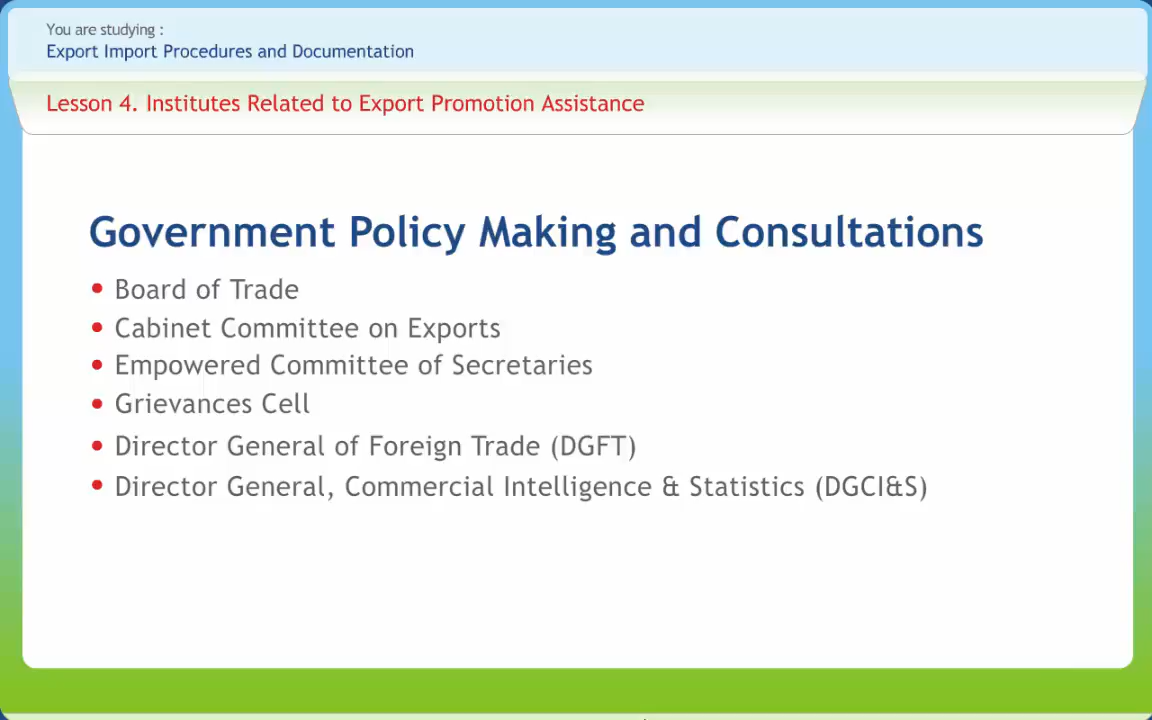 You are studying :
Export Import Procedures and Documentation
Lesson 4. Institutes Related to Export Promotion Assistance
Government Policy Making and Consultations
• Board of Trade
• Cabinet Committee on Exports
• Empowered Committee of Secretaries
• Grievances Cell
• Director General of Foreign Trade (DGFT)
• Director General, Commercial Intelligence & Statistics (DGCI&S)